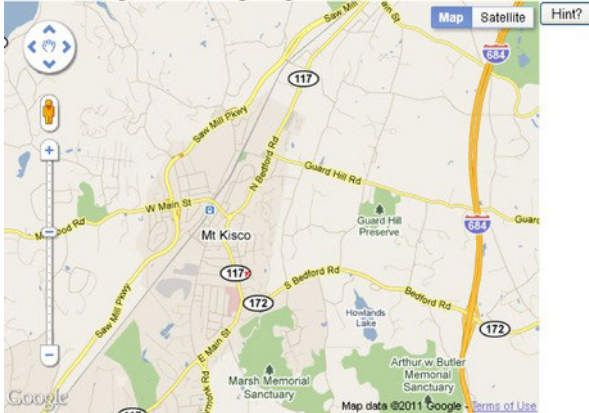 Map
Satellite
Hint?
Saw Mill
117
684
Saw Mill Pkwy
N Bedford Rd
Guard Hill Rd
W Main St
Guard Hill
Preserve
684
Mt Kisco
117
S Bedford Rd
172
Bedford Rd
Howlands
Lake
172
Saw Mill Pkwy
E Main St
Arthur w Butler
Memorial
Sanctuary
Marsh Memorial
Sanctuary
117
Google
Map data ©2011 Google - Terms of Use